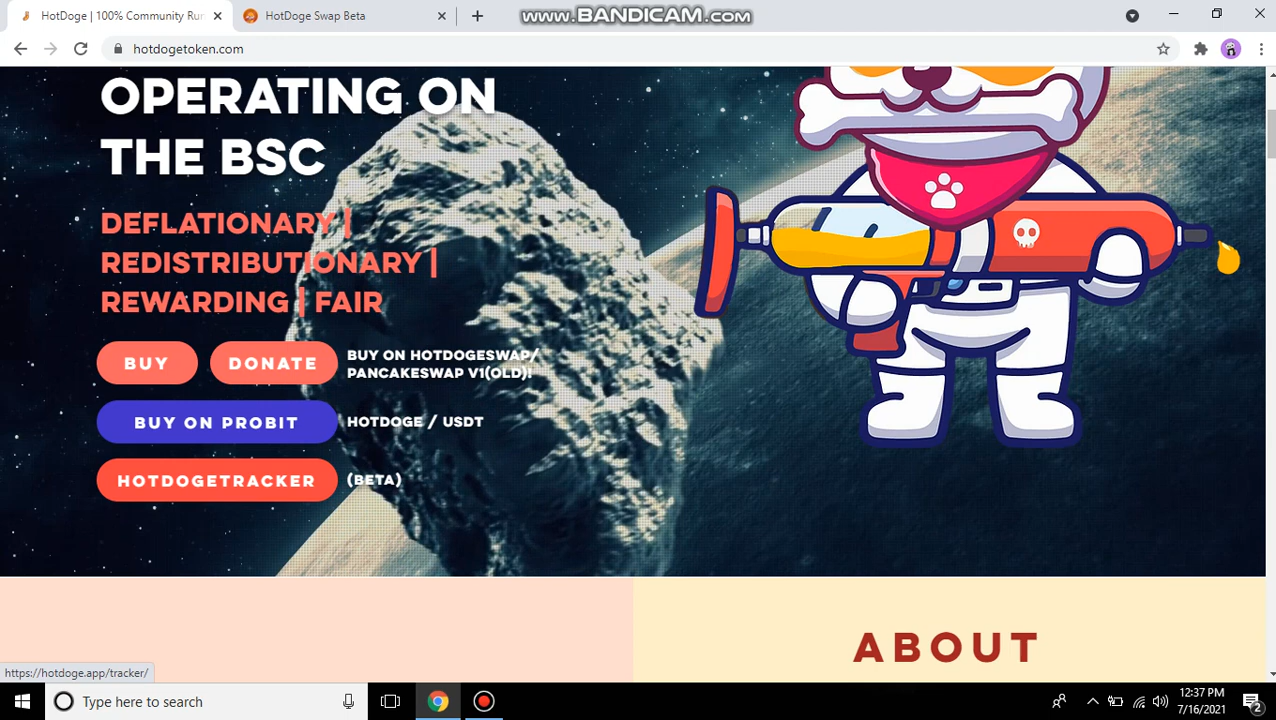 HotDoge | 100% Community Run
HotDoge Swap Beta
www.BANDICAM.com
hotdogetoken.com
OPERATING ON
THE BSC
DEFLATIONARY |
REDISTRIBUTIONARY |
REWARDING | FAIR
BUY
DONATE
BUY ON HOTDOGESWAP/
PANCAKESWAP V1(OLD)!
BUY ON PROBIT
HOTDOGE / USDT
HOTDOGETRACKER
(BETA)
ABOUT
https://hotdoge.app/tracker/
Type here to search
12:37 PM
7/16/2021
2